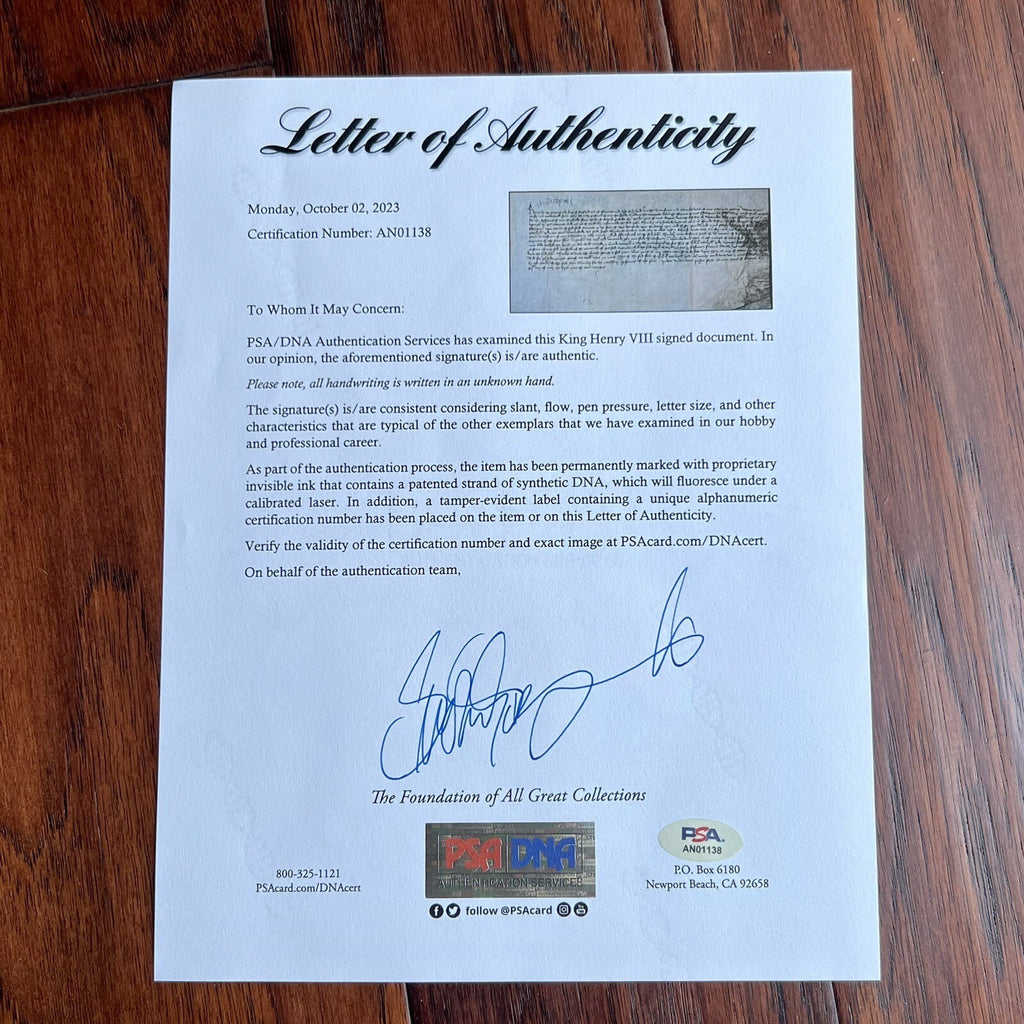 Letter of Authenticity
Monday, October 02, 2023
Certification Number: AN01138
To Whom It May Concern:
PSA/DNA Authentication Services has examined this King Henry VIII signed document. In
our opinion, the aforementioned signature(s) is/are authentic.
Please note, all handwriting is written in an unknown hand.
The signature(s) is/are consistent considering slant, flow, pen pressure, letter size, and other
characteristics that are typical of the other exemplars that we have examined in our hobby
and professional career.
As part of the authentication process, the item has been permanently marked with proprietary
invisible ink that contains a patented strand of synthetic DNA, which will fluoresce under a
calibrated laser. In addition, a tamper-evident label containing a unique alphanumeric
certification number has been placed on the item or on this Letter of Authenticity.
Verify the validity of the certification number and exact image at PSAcard.com/DNAcert.
On behalf of the authentication team,
The Foundation of All Great Collections
800-325-1121
PSAcard.com/DNAcert
PSA DNA
AUTHENTICATION SERVICES
follow @PSAcard
PSA.
AN01138
P.O. Box 6180
Newport Beach, CA 92658